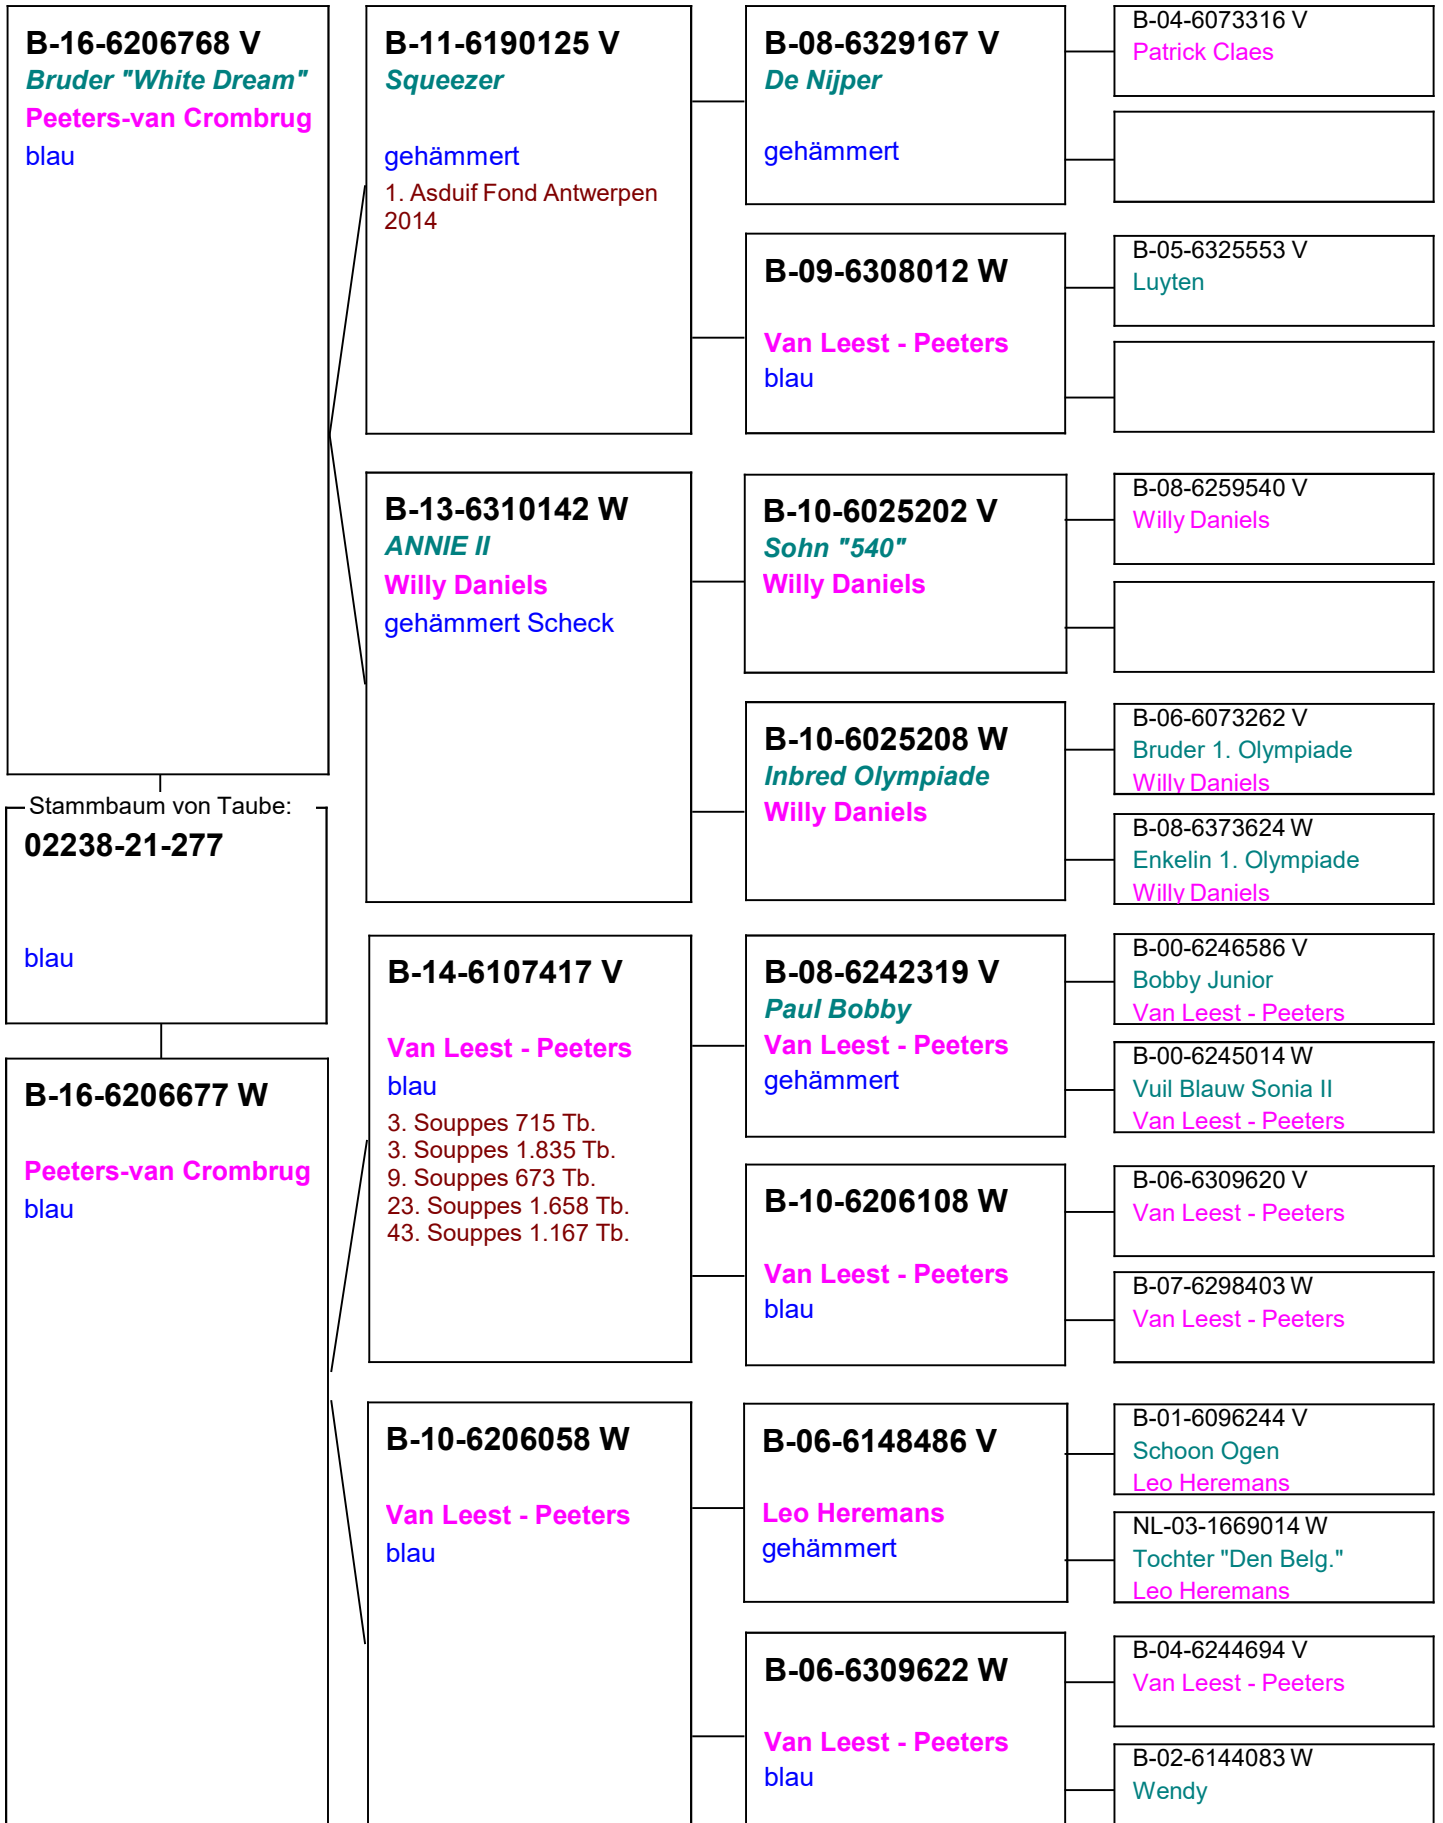 B-16-6206768 V
Bruder "White Dream"
Peeters-van Crombrug
blau
Stammbaum von Taube:
02238-21-277
blau
B-16-6206677 W
Peeters-van Crombrug
blau
B-11-6190125 V
Squeezer
gehämmert
1. Asduif Fond Antwerpen
2014
B-13-6310142 W
ANNIE II
Willy Daniels
gehämmert Scheck
B-14-6107417 V
Van Leest - Peeters
blau
3. Souppes 715 Tb.
3. Souppes 1.835 Tb.
9. Souppes 673 Tb.
23. Souppes 1.658 Tb.
43. Souppes 1.167 Tb.
B-10-6206058 W
Van Leest - Peeters
blau
B-08-6329167 V
De Nijper
gehämmert
B-09-6308012 W
Van Leest - Peeters
blau
B-10-6025202 V
Sohn "540"
Willy Daniels
B-10-6025208 W
Inbred Olympiade
Willy Daniels
B-08-6242319 V
Paul Bobby
Van Leest - Peeters
gehämmert
B-10-6206108 W
Van Leest - Peeters
blau
B-06-6148486 V
Leo Heremans
gehämmert
B-06-6309622 W
Van Leest - Peeters
blau
B-04-6073316 V
Patrick Claes
B-05-6325553 V
Luyten
B-08-6259540 V
Willy Daniels
B-06-6073262 V
Bruder 1. Olympiade
Willy Daniels
B-08-6373624 W
Enkelin 1. Olympiade
Willy Daniels
B-00-6246586 V
Bobby Junior
Van Leest - Peeters
B-00-6245014 W
Vuil Blauw Sonia II
Van Leest - Peeters
B-06-6309620 V
Van Leest - Peeters
B-07-6298403 W
Van Leest - Peeters
B-01-6096244 V
Schoon Ogen
Leo Heremans
NL-03-1669014 W
Tochter "Den Belg."
Leo Heremans
B-04-6244694 V
Van Leest - Peeters
B-02-6144083 W
Wendy